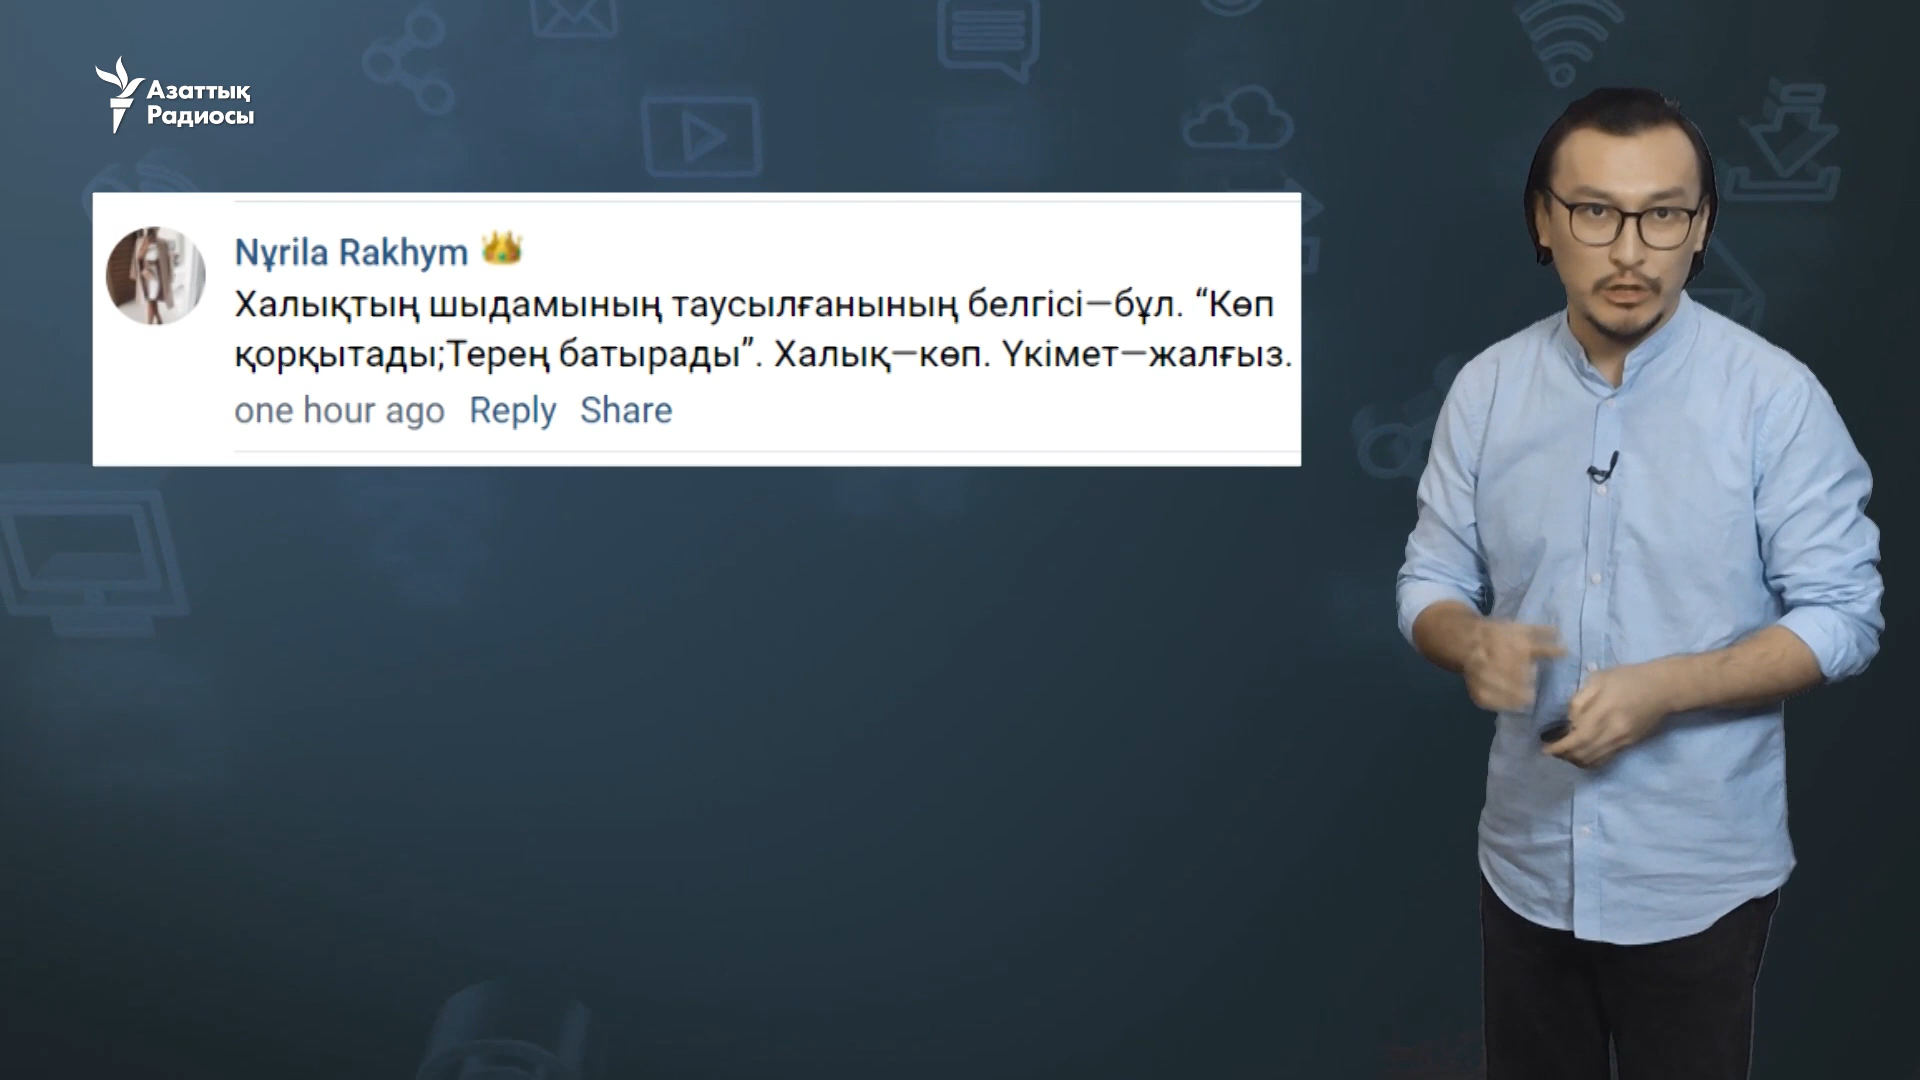 Азаттық
Радиосы
Nұrila Rakhym
Халықтың шыдамының таусылғанының белгісі—бұл. “Көп
қорқытады;Терең батырады”. Халық—көп. Үкімет—жалғыз.
one hour ago Reply Share